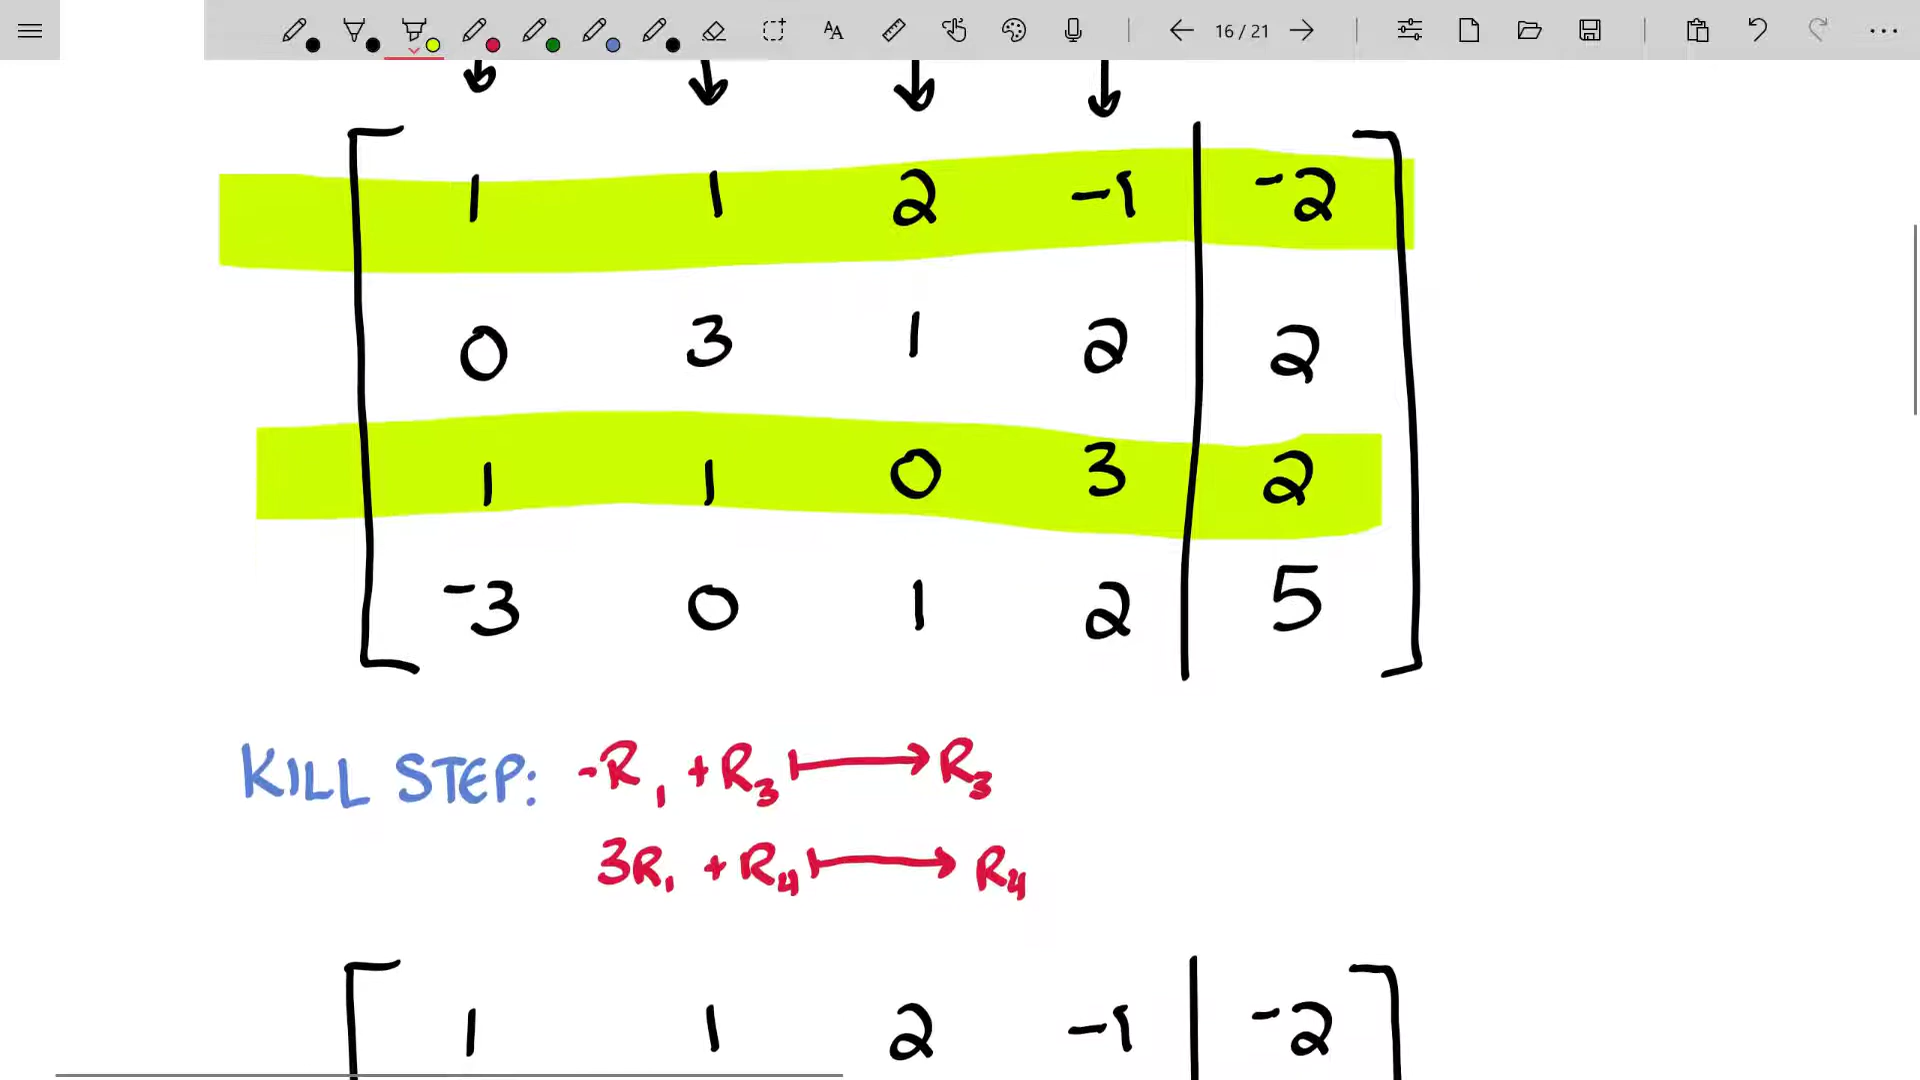 16 / 21
1 1 2 -1 | -2
0 3 1 2 | 2
1 1 0 3 | 2
-3 0 1 2 | 5
KILL STEP: -R₁ + R₃ ⟼ R₃
3R₁ + R₄ ⟼ R₄
1 1 2 -1 | -2